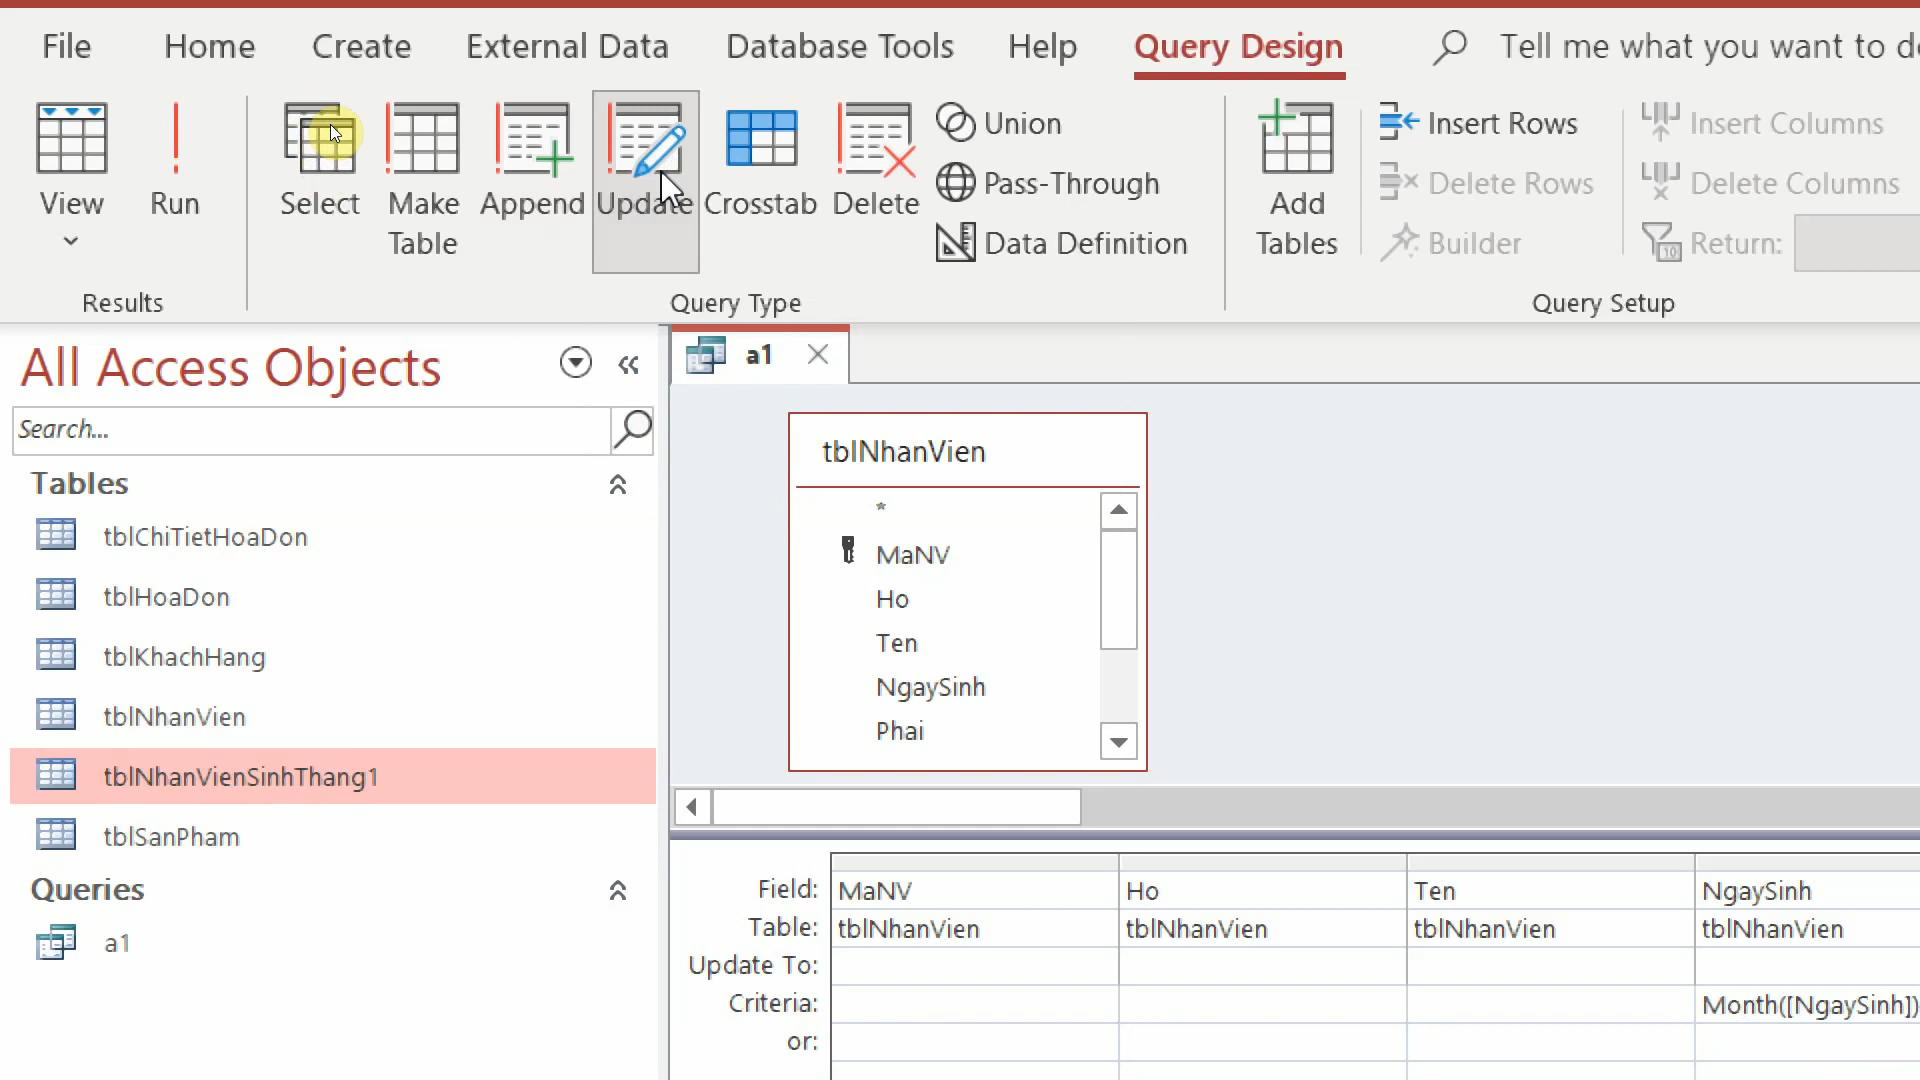 File Home Create External Data Database Tools Help Query Design Tell me what you want to
View Run Select Make Table Append Update Crosstab Delete
Union
Pass-Through
Data Definition
Add Tables
Insert Rows
Delete Rows
Builder
Insert Columns
Delete Columns
Return:
Results Query Type Query Setup
All Access Objects
Search...
Tables
tblChiTietHoaDon
tblHoaDon
tblKhachHang
tblNhanVien
tblNhanVienSinhThang1
tblSanPham
Queries
a1
a1
tblNhanVien
*
MaNV
Ho
Ten
NgaySinh
Phai
Field: MaNV Ho Ten NgaySinh
Table: tblNhanVien tblNhanVien tblNhanVien tblNhanVien
Update To:
Criteria: Month([NgaySinh])
or: